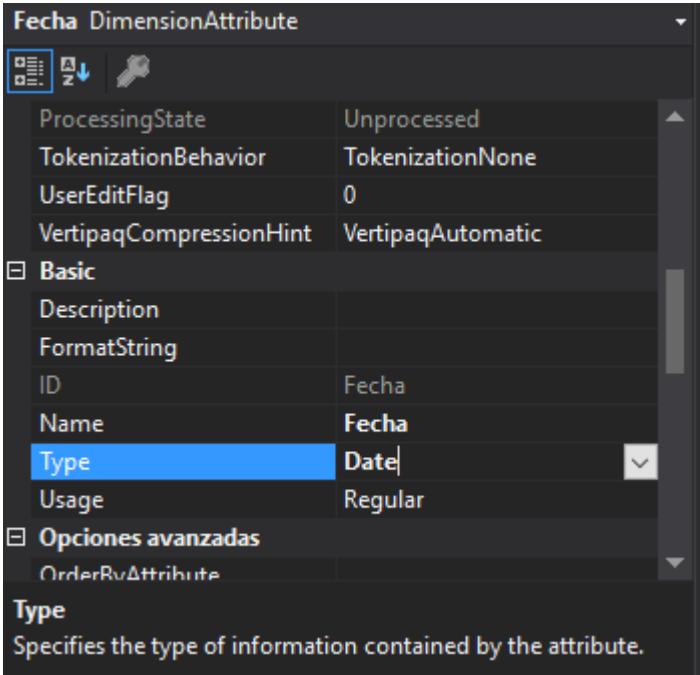 Fecha DimensionAttribute
ProcessingState Unprocessed
TokenizationBehavior TokenizationNone
UserEditFlag 0
VertipaqCompressionHint VertipaqAutomatic
Basic
Description
FormatString
ID Fecha
Name Fecha
Type Date
Usage Regular
Opciones avanzadas
OrderByAttribute
Type
Specifies the type of information contained by the attribute.